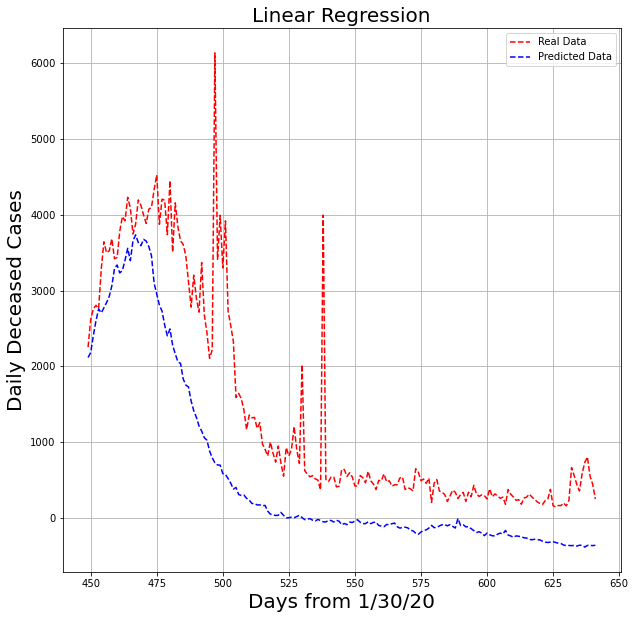 Linear Regression
Real Data
Predicted Data
6000
5000
4000
3000
2000
1000
0
Daily Deceased Cases
450 475 500 525 550 575 600 625 650
Days from 1/30/20